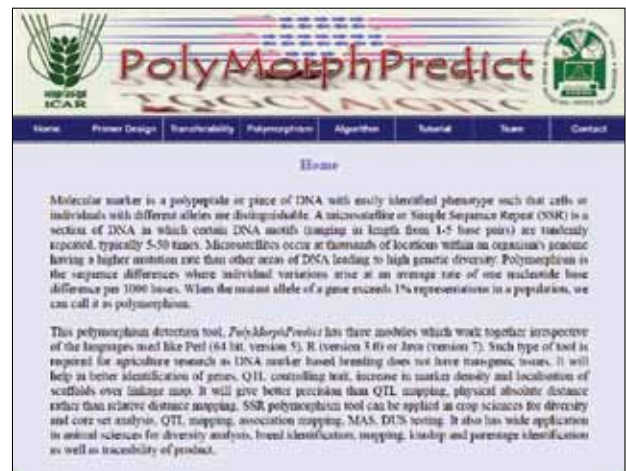 PolyMorphPredict
ICAR
Home Primer Design Transferability Polymorphism Algorithm Tutorial Team Contact
Home
Molecular marker is a polypeptide or piece of DNA with easily identified phenotype such that cells or
individuals with different alleles are distinguishable. A microsatellite or Simple Sequence Repeat (SSR) is a
section of DNA in which certain DNA motifs (ranging in length from 1-5 base pairs) are tandemly
repeated, typically 5-50 times. Microsatellites occur at thousands of locations within an organism's genome
having a higher mutation rate than other areas of DNA leading to high genetic diversity. Polymorphism is
the sequence differences where individual variations arise at an average rate of one nucleotide base
difference per 1000 bases. When the mutant allele of a gene exceeds 1% representations in a population, we
can call it as polymorphism.
This polymorphism detection tool, PolyMorphPredict has three modules which work together irrespective
of the languages used like Perl (64 bit, version 5), R (version 3.0) or Java (version 7). Such type of tool is
required for agriculture research as DNA marker based breeding does not have transgenic issues. It will
help in better identification of genes, QTL controlling trait, increase in marker density and localisation of
scaffolds over linkage map. It will give better precision than QTL mapping, physical absolute distance
rather than relative distance mapping. SSR polymorphism tool can be applied in crop sciences for diversity
and core set analysis, QTL mapping, association mapping, MAS, DUS testing. It also has wide application
in animal sciences for diversity analysis, breed identification, mapping, kinship and parentage identification
as well as traceability of product.